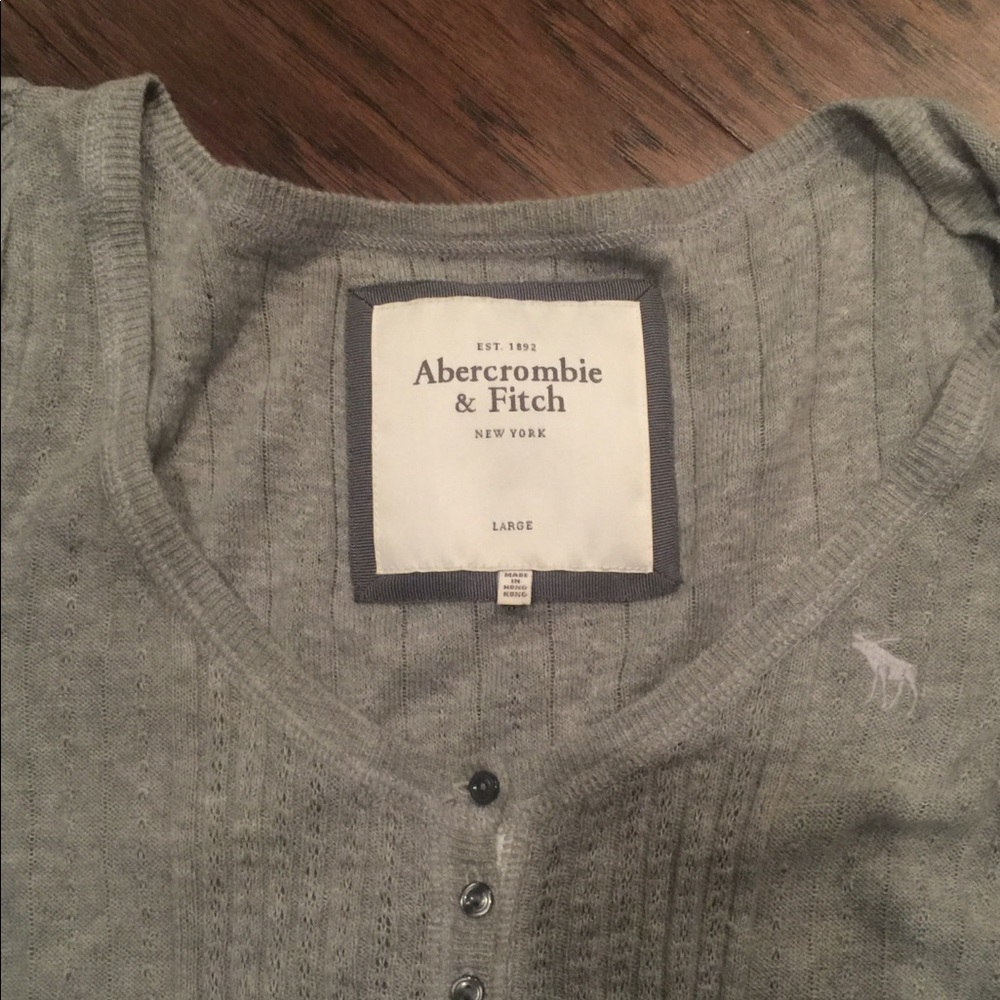 EST. 1892
Abercrombie
& Fitch
NEW YORK
LARGE
MADE
IN
HONG
KONG